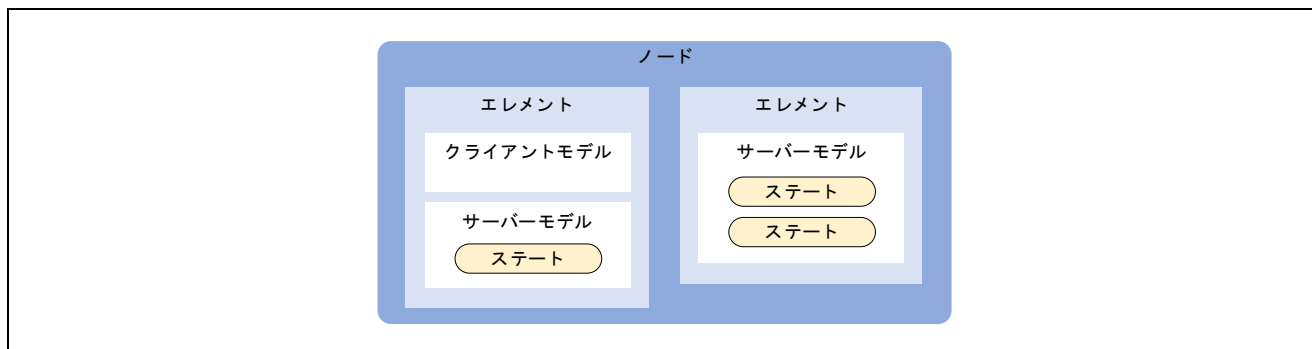 ノード
エレメント
クライアントモデル
サーバーモデル
ステート
エレメント
サーバーモデル
ステート
ステート